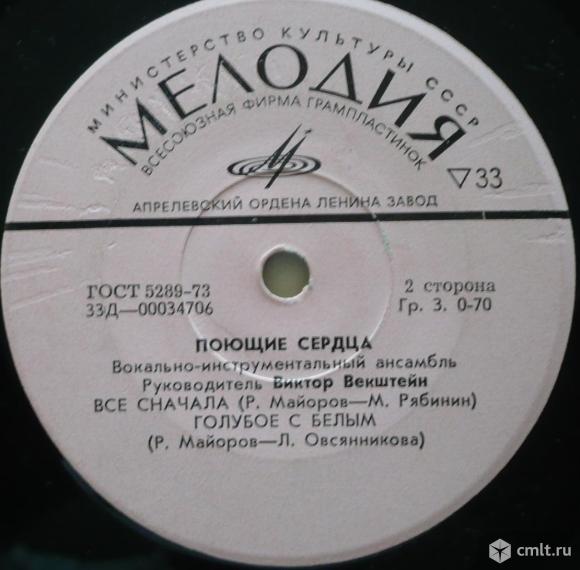 МИНИСТЕРСТВО КУЛЬТУРЫ СССР
МЕЛОДИЯ
ВСЕСОЮЗНАЯ ФИРМА ГРАМПЛАСТИНОК
▽33
АПРЕЛЕВСКИЙ ОРДЕНА ЛЕНИНА ЗАВОД
ГОСТ 5289-73
33Д—00034706
2 сторона
Гр. 3. 0-70
ПОЮЩИЕ СЕРДЦА
Вокально-инструментальный ансамбль
Руководитель Виктор Векштейн
ВСЕ СНАЧАЛА (Р. Майоров—М. Рябинин)
ГОЛУБОЕ С БЕЛЫМ
(Р. Майоров—Л. Овсянникова)
cmlt.ru